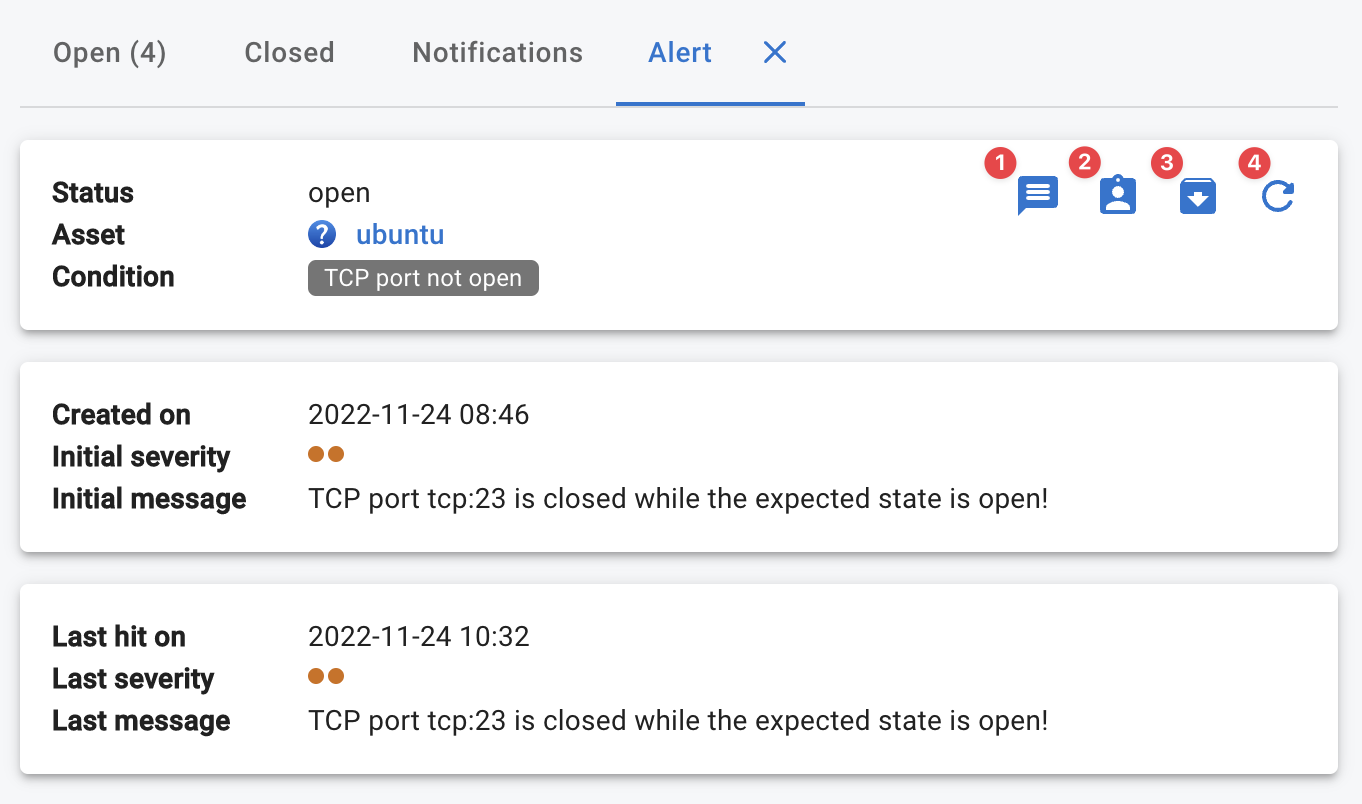 Open (4) Closed Notifications Alert
1 2 3 4
Status open
Asset ? ubuntu
Condition TCP port not open
Created on 2022-11-24 08:46
Initial severity
Initial message TCP port tcp:23 is closed while the expected state is open!
Last hit on 2022-11-24 10:32
Last severity
Last message TCP port tcp:23 is closed while the expected state is open!